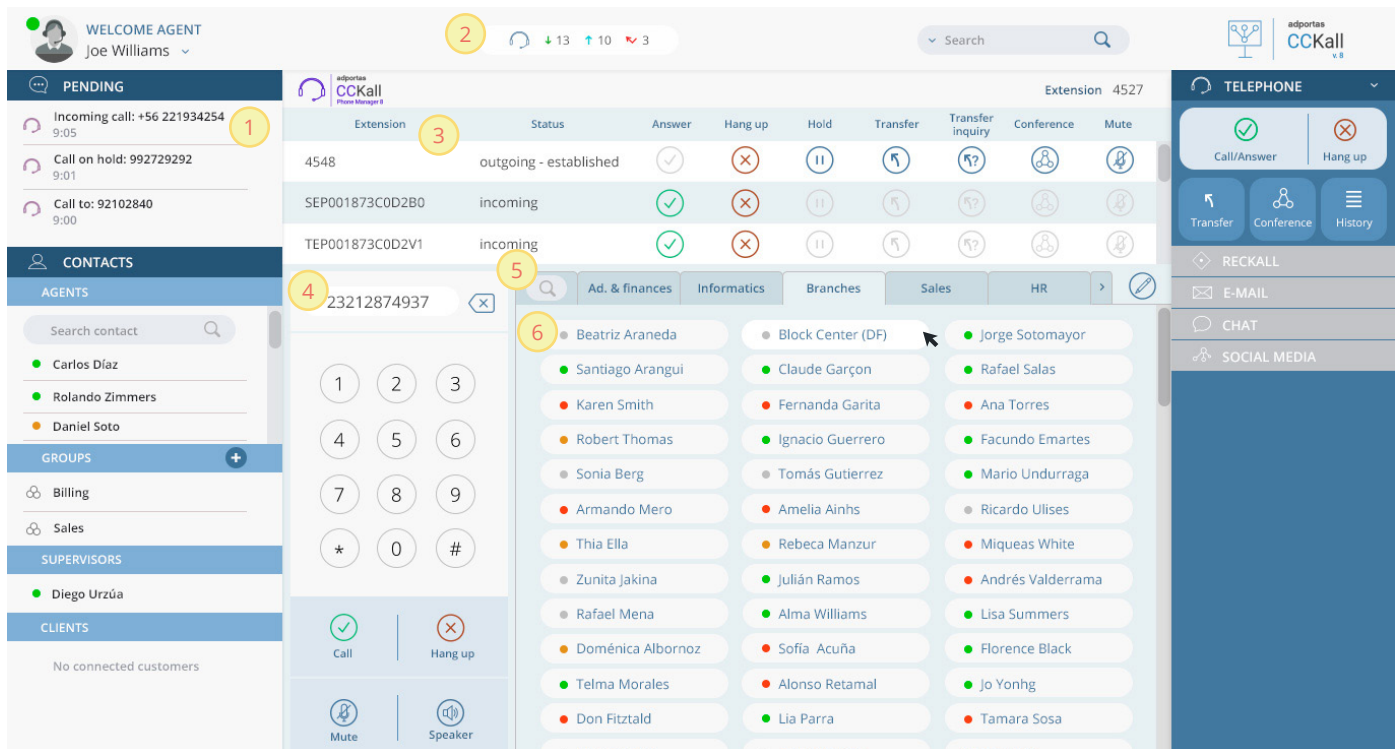 WELCOME AGENT
Joe Williams
2
13 10 3
Search
adportas
CCKall
v. 8
PENDING
Incoming call: +56 221934254
9:05
1
Call on hold: 992729292
9:01
Call to: 92102840
9:00
CONTACTS
AGENTS
Search contact
Carlos Díaz
Rolando Zimmers
Daniel Soto
GROUPS
Billing
Sales
SUPERVISORS
Diego Urzúa
CLIENTS
No connected customers
adportas
CCKall
Phone Manager 8
Extension 4527
Extension 3 Status Answer Hang up Hold Transfer Transfer inquiry Conference Mute
4548 outgoing - established
SEP001873C0D2B0 incoming
TEP001873C0D2V1 incoming
4
23212874937
1 2 3
4 5 6
7 8 9
* 0 #
Call Hang up
Mute Speaker
5
Ad. & finances Informatics Branches Sales HR >
6
Beatriz Araneda Block Center (DF) Jorge Sotomayor
Santiago Arangui Claude Garçon Rafael Salas
Karen Smith Fernanda Garita Ana Torres
Robert Thomas Ignacio Guerrero Facundo Emartes
Sonia Berg Tomás Gutierrez Mario Undurraga
Armando Mero Amelia Ainhs Ricardo Ulises
Thia Ella Rebeca Manzur Miqueas White
Zunita Jakina Julián Ramos Andrés Valderrama
Rafael Mena Alma Williams Lisa Summers
Doménica Albornoz Sofía Acuña Florence Black
Telma Morales Alonso Retamal Jo Yonhg
Don Fitztald Lia Parra Tamara Sosa
TELEPHONE
Call/Answer Hang up
Transfer Conference History
RECKALL
E-MAIL
CHAT
SOCIAL MEDIA